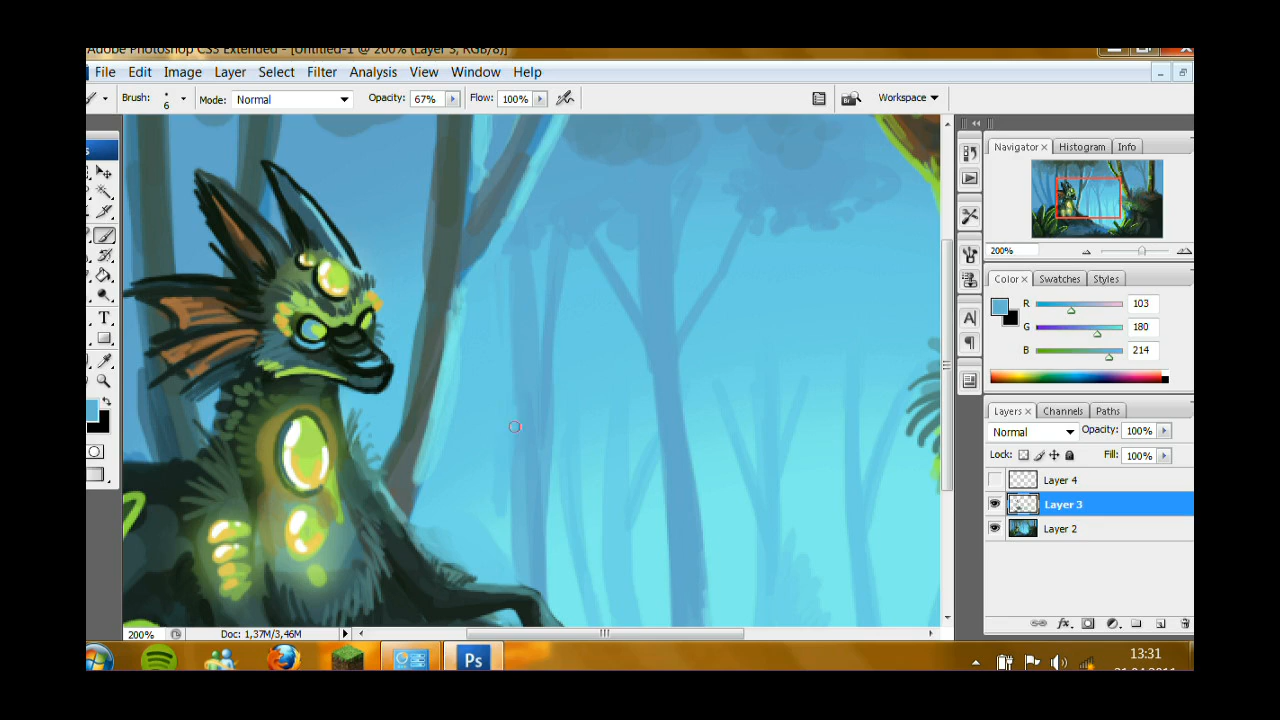 Adobe Photoshop CS3 Extended - [Untitled-1 @ 200% (Layer 3, RGB/8)]
File Edit Image Layer Select Filter Analysis View Window Help
Brush: 6 Mode: Normal Opacity: 67% Flow: 100% Workspace
Navigator × Histogram Info
200%
Color × Swatches Styles
R 103
G 180
B 214
Layers × Channels Paths
Normal Opacity: 100%
Lock: Fill: 100%
Layer 4
Layer 3
Layer 2
200% Doc: 1,37M/3,46M
Ps
13:31